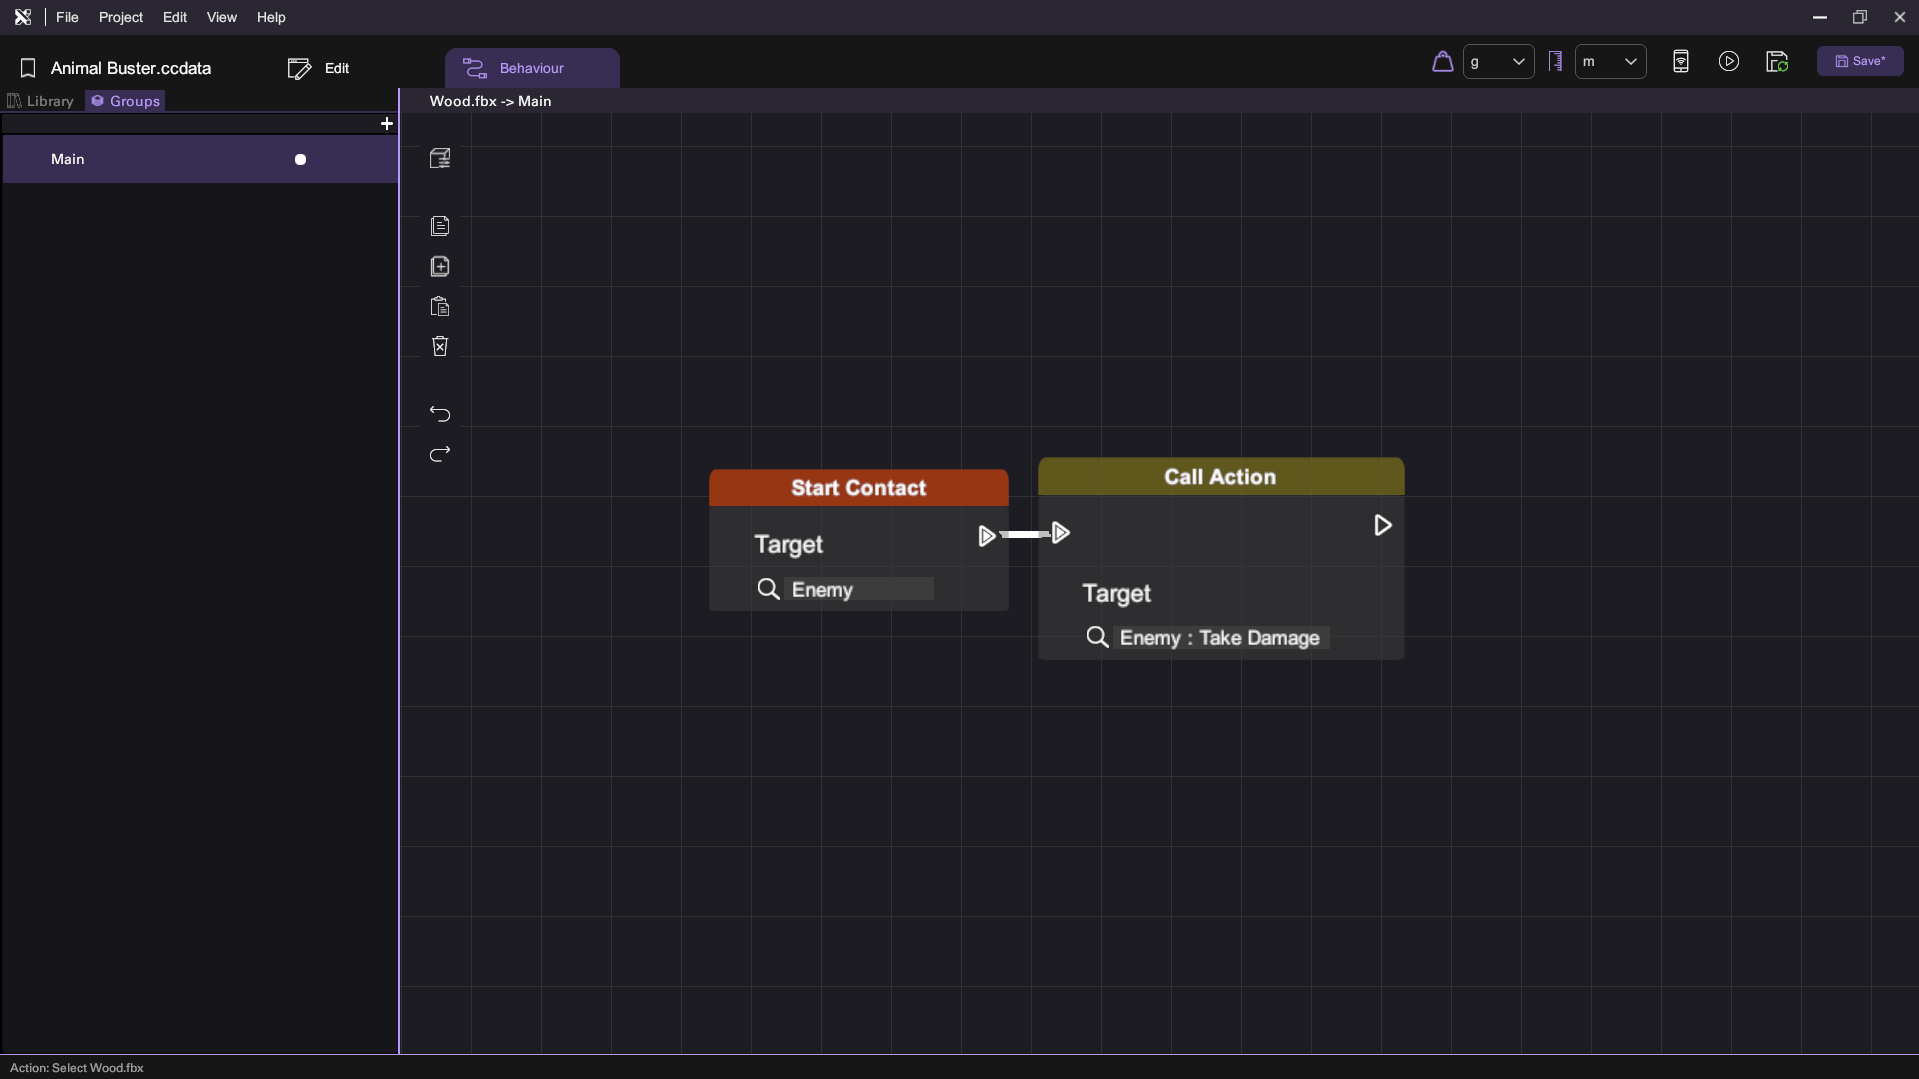 File Project Edit View Help
Animal Buster.ccdata Edit Behaviour g m Save*
Library Groups Wood.fbx -> Main
Main
Start Contact
Target
Enemy
Call Action
Target
Enemy : Take Damage
Action: Select Wood.fbx